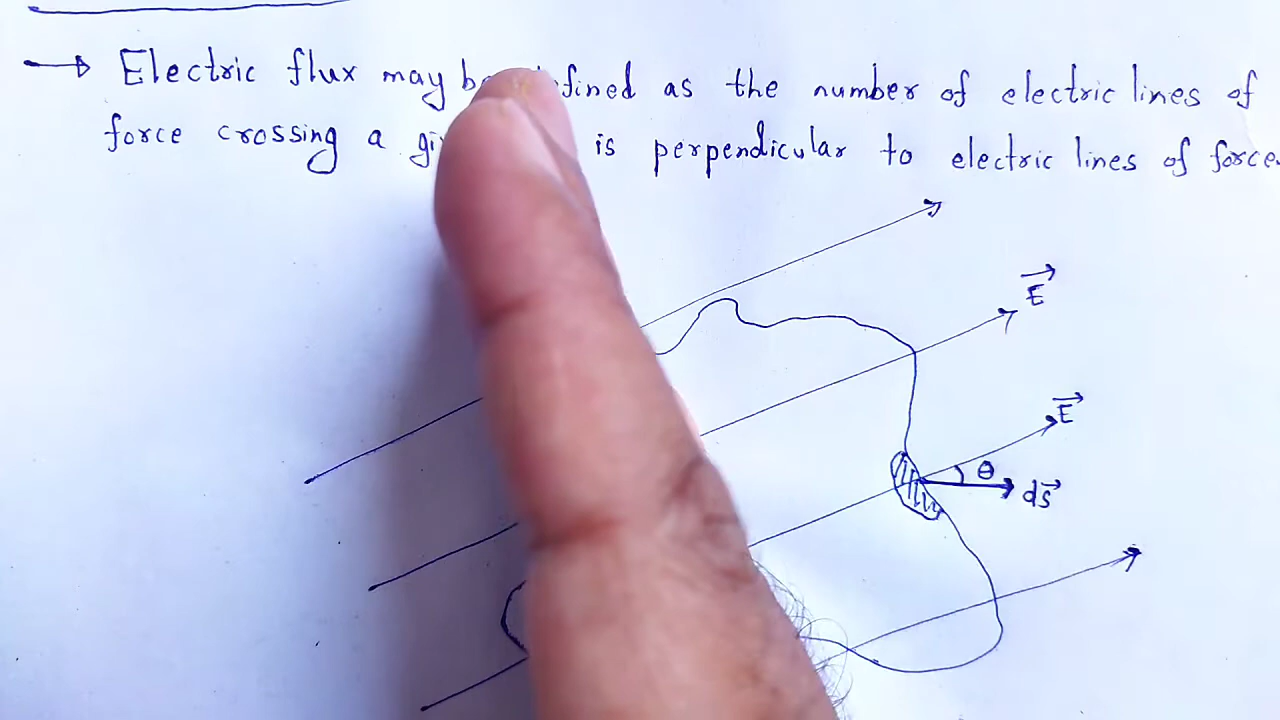 Electric flux may fined as the number of electric lines of
force crossing a is perpendicular to electric lines of force.
E
E
θ
ds